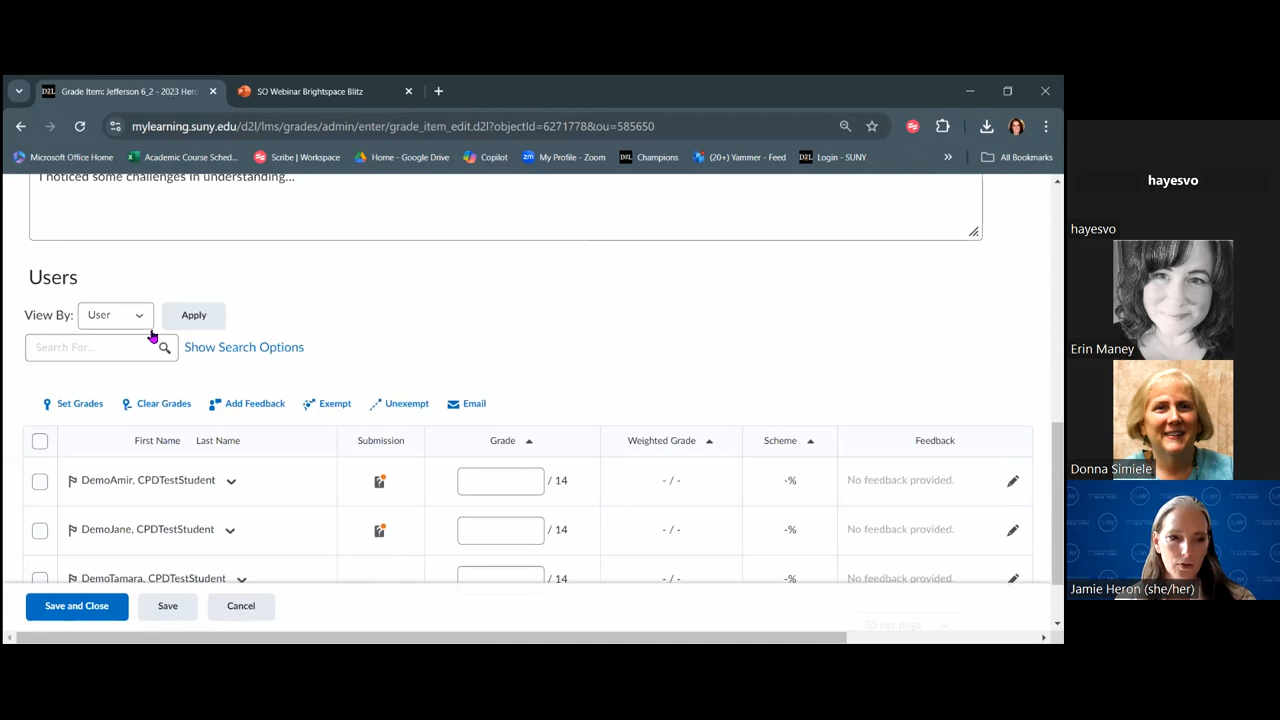 Grade Item: Jefferson 6_2 - 2023 Hero
SO Webinar Brightspace Blitz
mylearning.suny.edu/d2l/lms/grades/admin/enter/grade_item_edit.d2l?objectId=6271778&ou=585650
Microsoft Office Home
Academic Course Sched...
Scribe | Workspace
Home - Google Drive
Copilot
My Profile - Zoom
Champions
(20+) Yammer - Feed
Login - SUNY
All Bookmarks
I noticed some challenges in understanding...
Users
View By: User Apply
Search For... Show Search Options
Set Grades Clear Grades Add Feedback Exempt Unexempt Email
First Name Last Name Submission Grade Weighted Grade Scheme Feedback
DemoAmir, CPDTestStudent / 14 - / - -% No feedback provided.
DemoJane, CPDTestStudent / 14 - / - -% No feedback provided.
DemoTamara, CPDTestStudent / 14 - / - -% No feedback provided.
50 per page
Save and Close Save Cancel
hayesvo
hayesvo
Erin Maney
Donna Simiele
Jamie Heron (she/her)